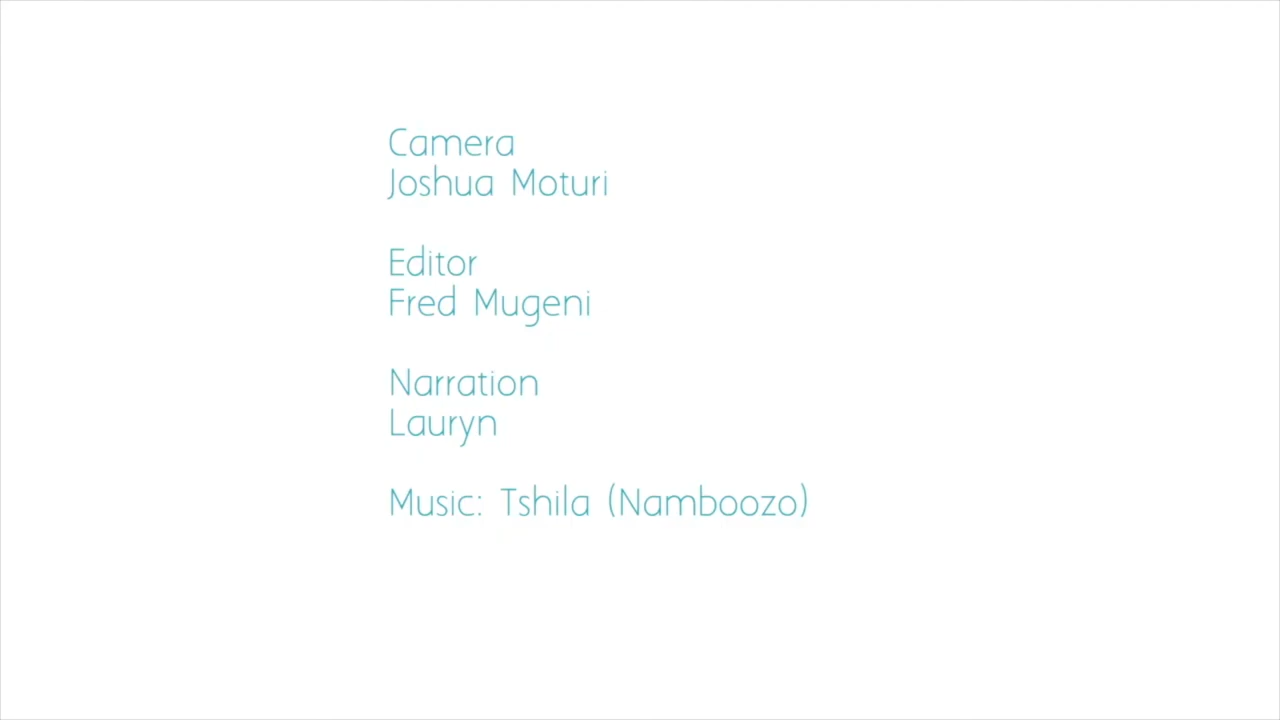 Camera
Joshua Moturi
Editor
Fred Mugeni
Narration
Lauryn
Music: Tshila (Namboozo)